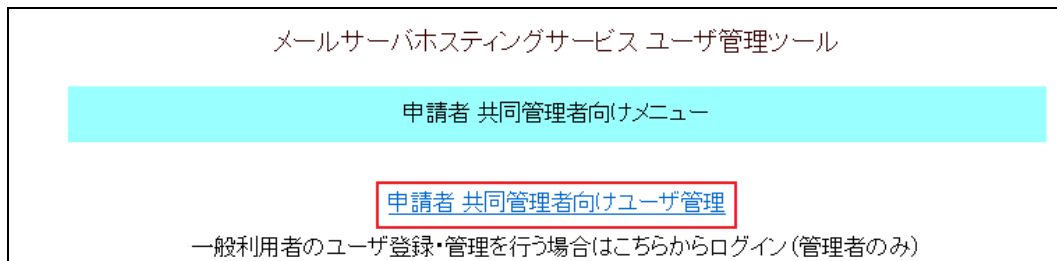 メールサーバホスティングサービス ユーザ管理ツール
申請者 共同管理者向けメニュー
申請者 共同管理者向けユーザ管理
一般利用者のユーザ登録・管理を行う場合はこちらからログイン(管理者のみ)